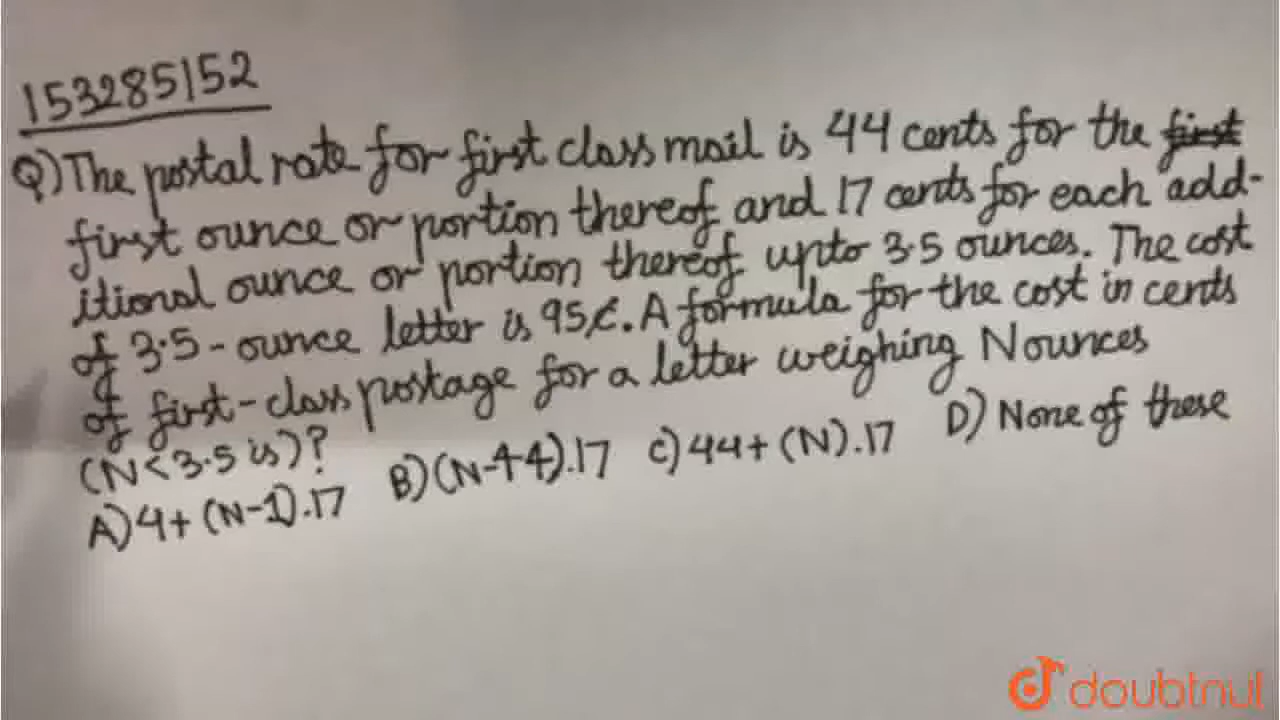 153285152
Q) The postal rate for first class mail is 44 cents for the first
first ounce or portion thereof and 17 cents for each add-
itional ounce or portion thereof upto 3.5 ounces. The cost
of 3.5-ounce letter is 95¢. A formula for the cost in cents
of first-class postage for a letter weighing N ounces
(N<3.5 is)?
A) 4+(N-1).17 B) (N-44).17 C) 44+(N).17 D) None of these
doubtnut